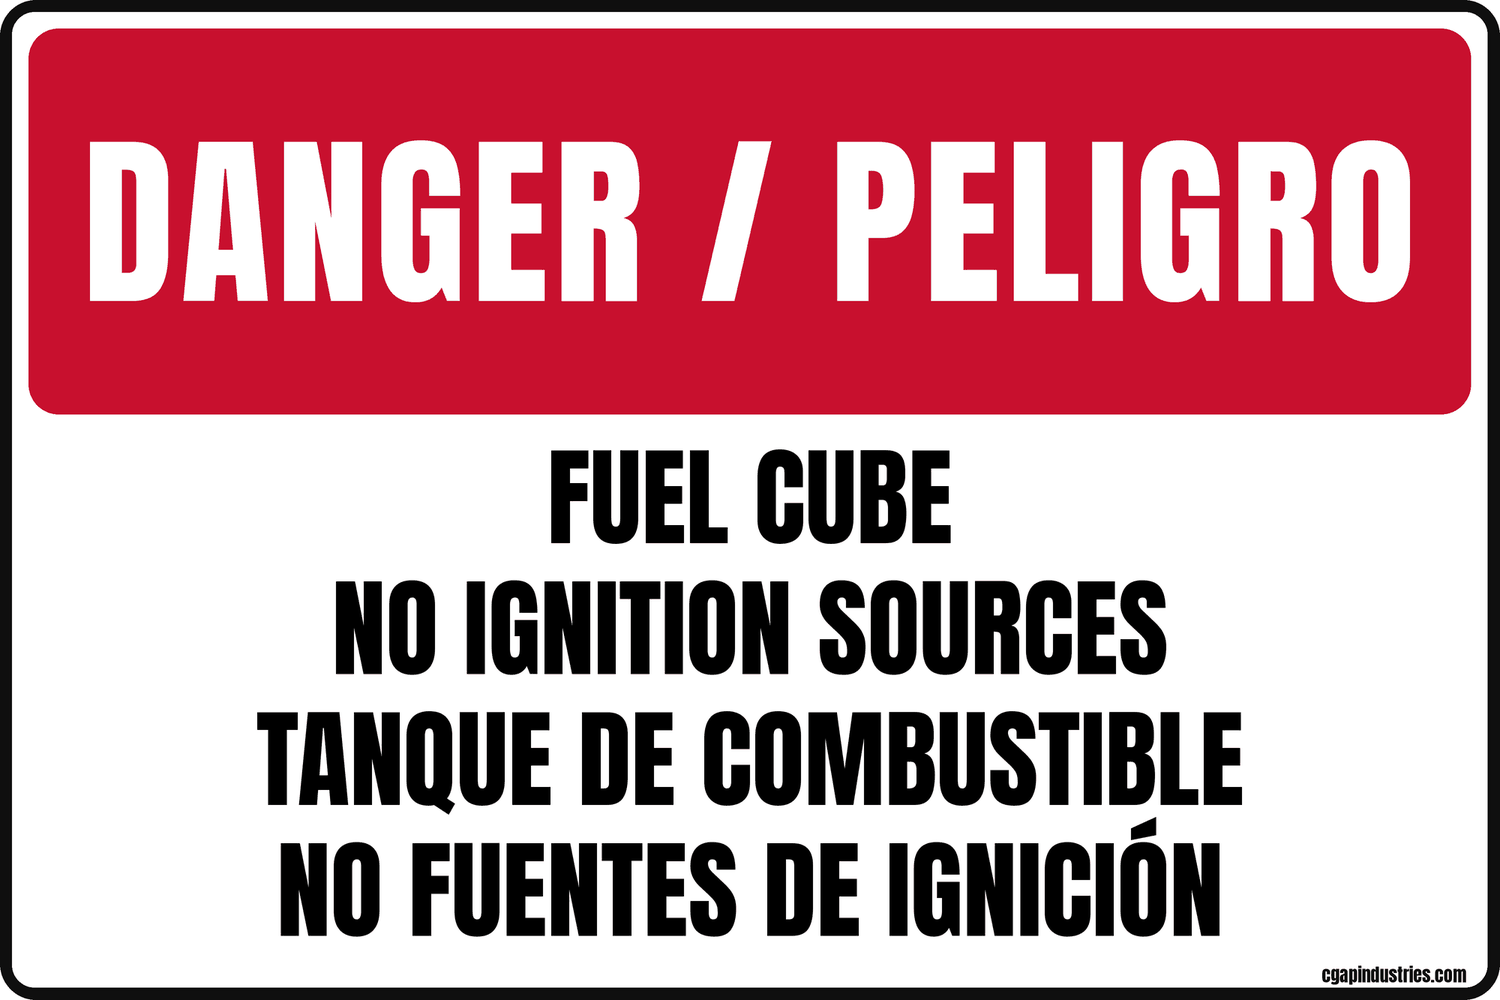 DANGER / PELIGRO
FUEL CUBE
NO IGNITION SOURCES
TANQUE DE COMBUSTIBLE
NO FUENTES DE IGNICIÓN
cgapindustries.com